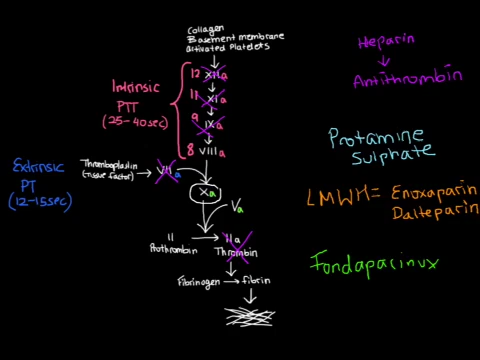 Collagen
Basement membrane
activated Platelets
Heparin
Antithrombin
12 XIIa
11 XIa
9 IXa
8 VIIIa
Intrinsic
PTT
(25-40sec)
Protamine
Sulphate
Extrinsic
PT
(12-15sec)
Thromboplastin
(tissue factor)
VIIa
Xa
Va
LMWH= Enoxaparin
Dalteparin
II
Prothrombin
IIa
Thrombin
Fondaparinux
Fibrinogen
fibrin